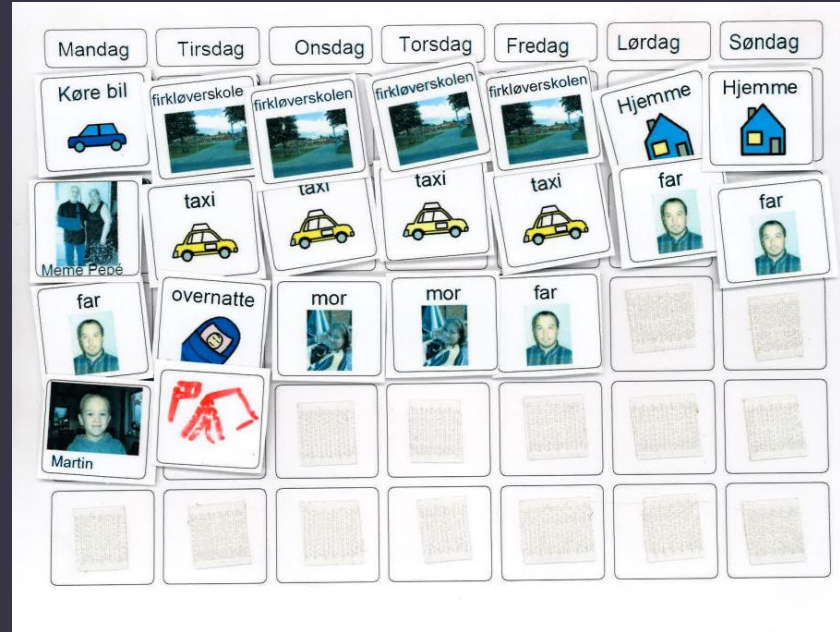 Mandag Tirsdag Onsdag Torsdag Fredag Lørdag Søndag
Køre bil firkløverskole firkløverskolen firkløverskolen firkløverskolen Hjemme Hjemme
Meme Pepé taxi taxi taxi taxi far far
far overnatte mor mor far
Martin